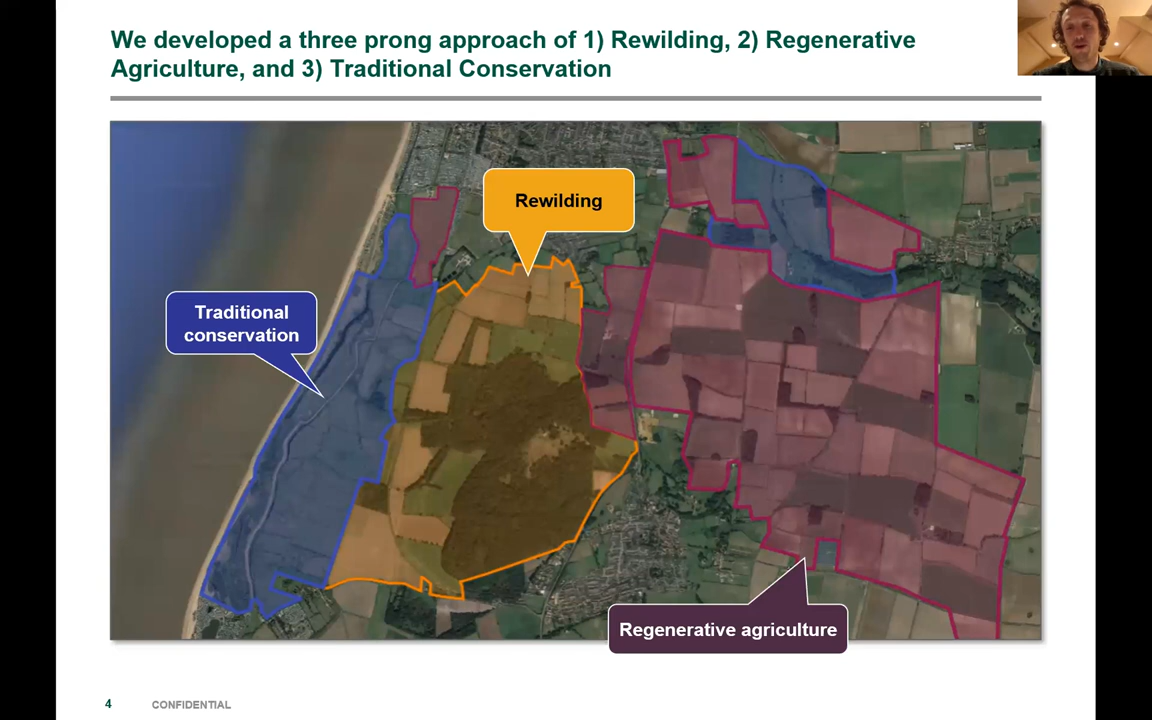 We developed a three prong approach of 1) Rewilding, 2) Regenerative
Agriculture, and 3) Traditional Conservation
Rewilding
Traditional
conservation
Regenerative agriculture
4
CONFIDENTIAL